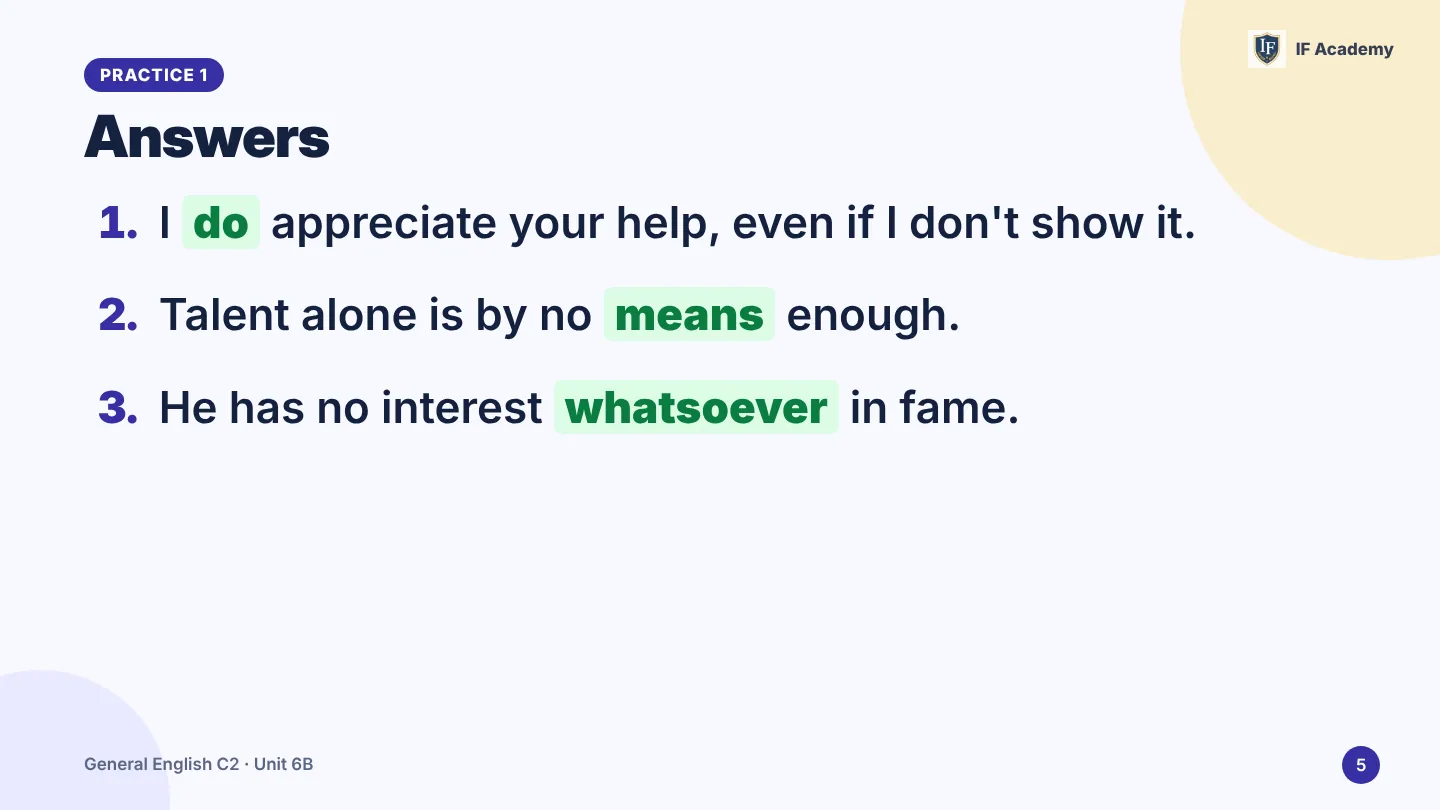 IF
IF Academy
PRACTICE 1
Answers
1. I do appreciate your help, even if I don't show it.
2. Talent alone is by no means enough.
3. He has no interest whatsoever in fame.
General English C2 · Unit 6B
5